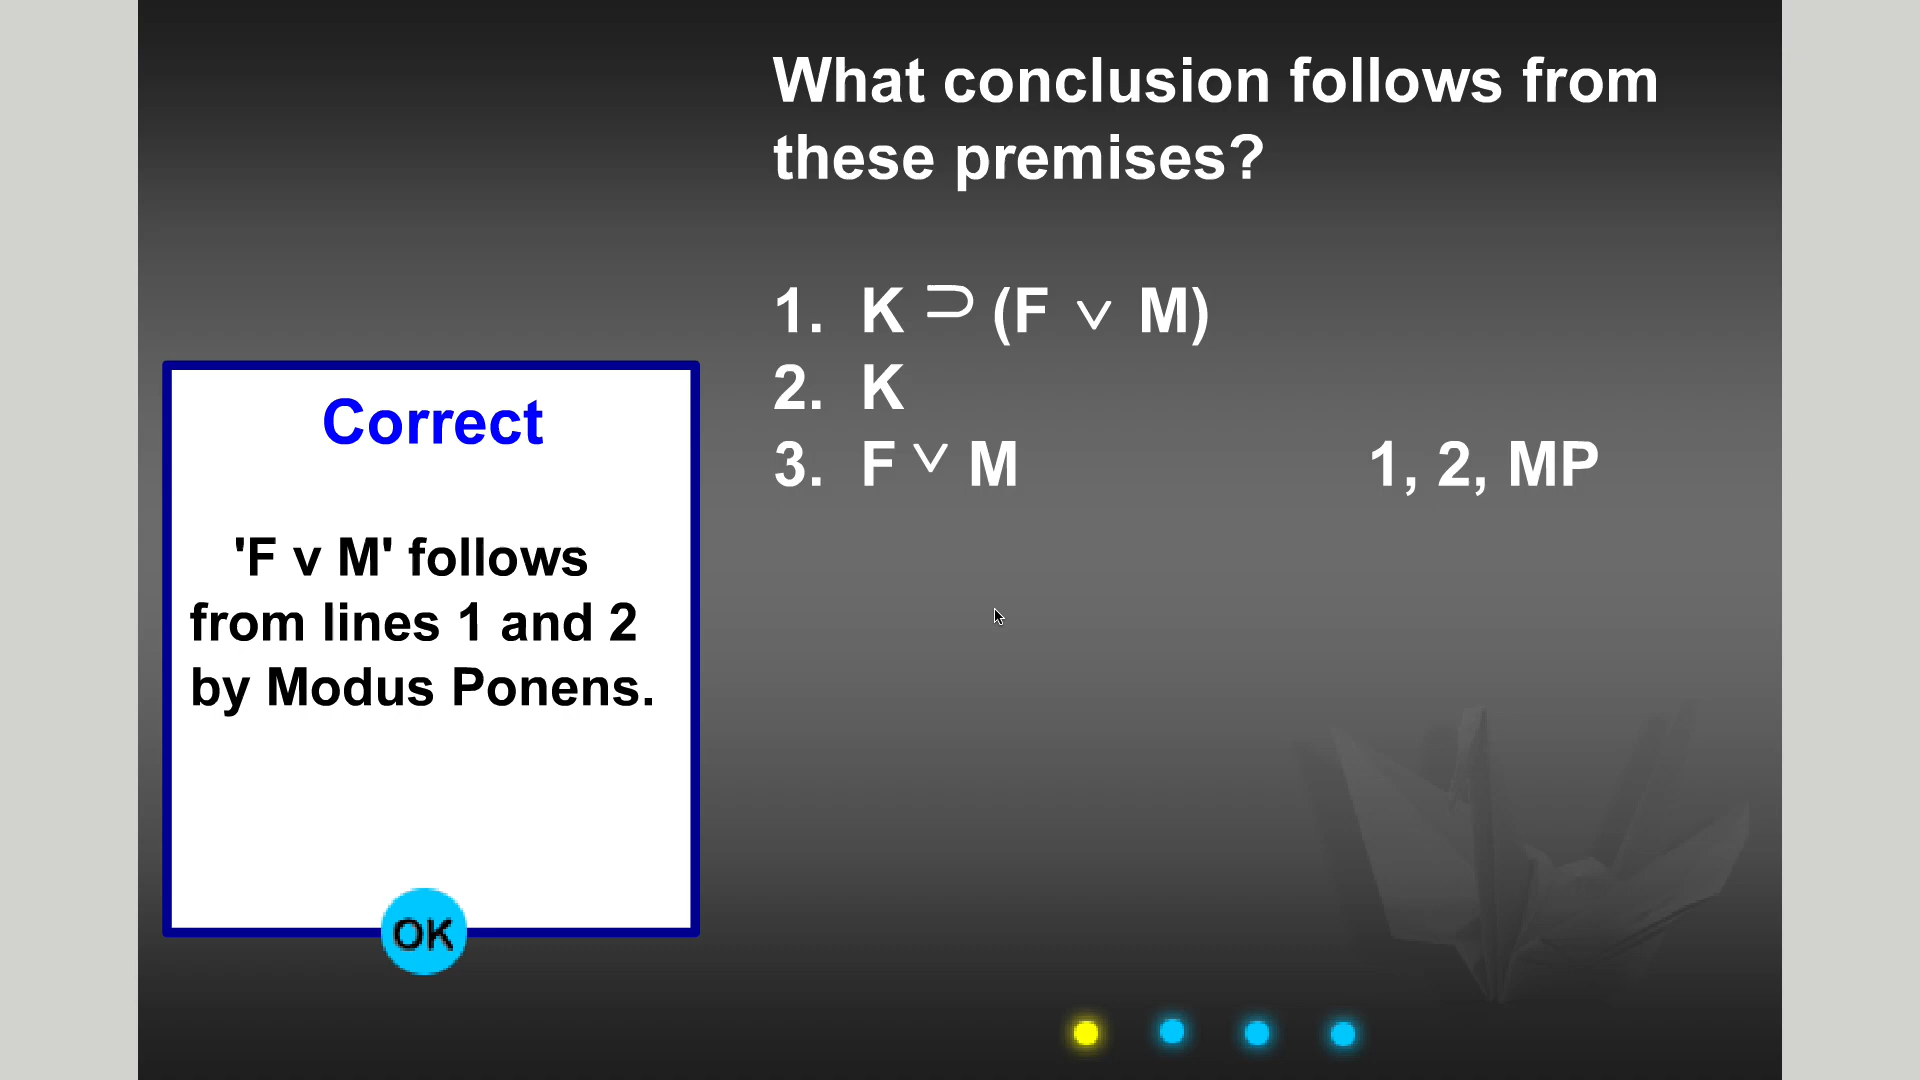 What conclusion follows from
these premises?
1. K ⊃ (F ∨ M)
2. K
3. F ∨ M 1, 2, MP
Correct
'F v M' follows
from lines 1 and 2
by Modus Ponens.
OK